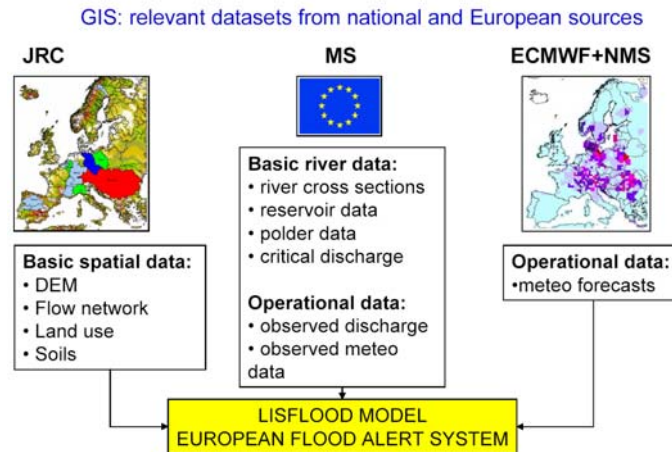 GIS: relevant datasets from national and European sources
JRC
MS
ECMWF+NMS
Basic spatial data:
• DEM
• Flow network
• Land use
• Soils
Basic river data:
• river cross sections
• reservoir data
• polder data
• critical discharge
Operational data:
• observed discharge
• observed meteo
data
Operational data:
•meteo forecasts
LISFLOOD MODEL
EUROPEAN FLOOD ALERT SYSTEM